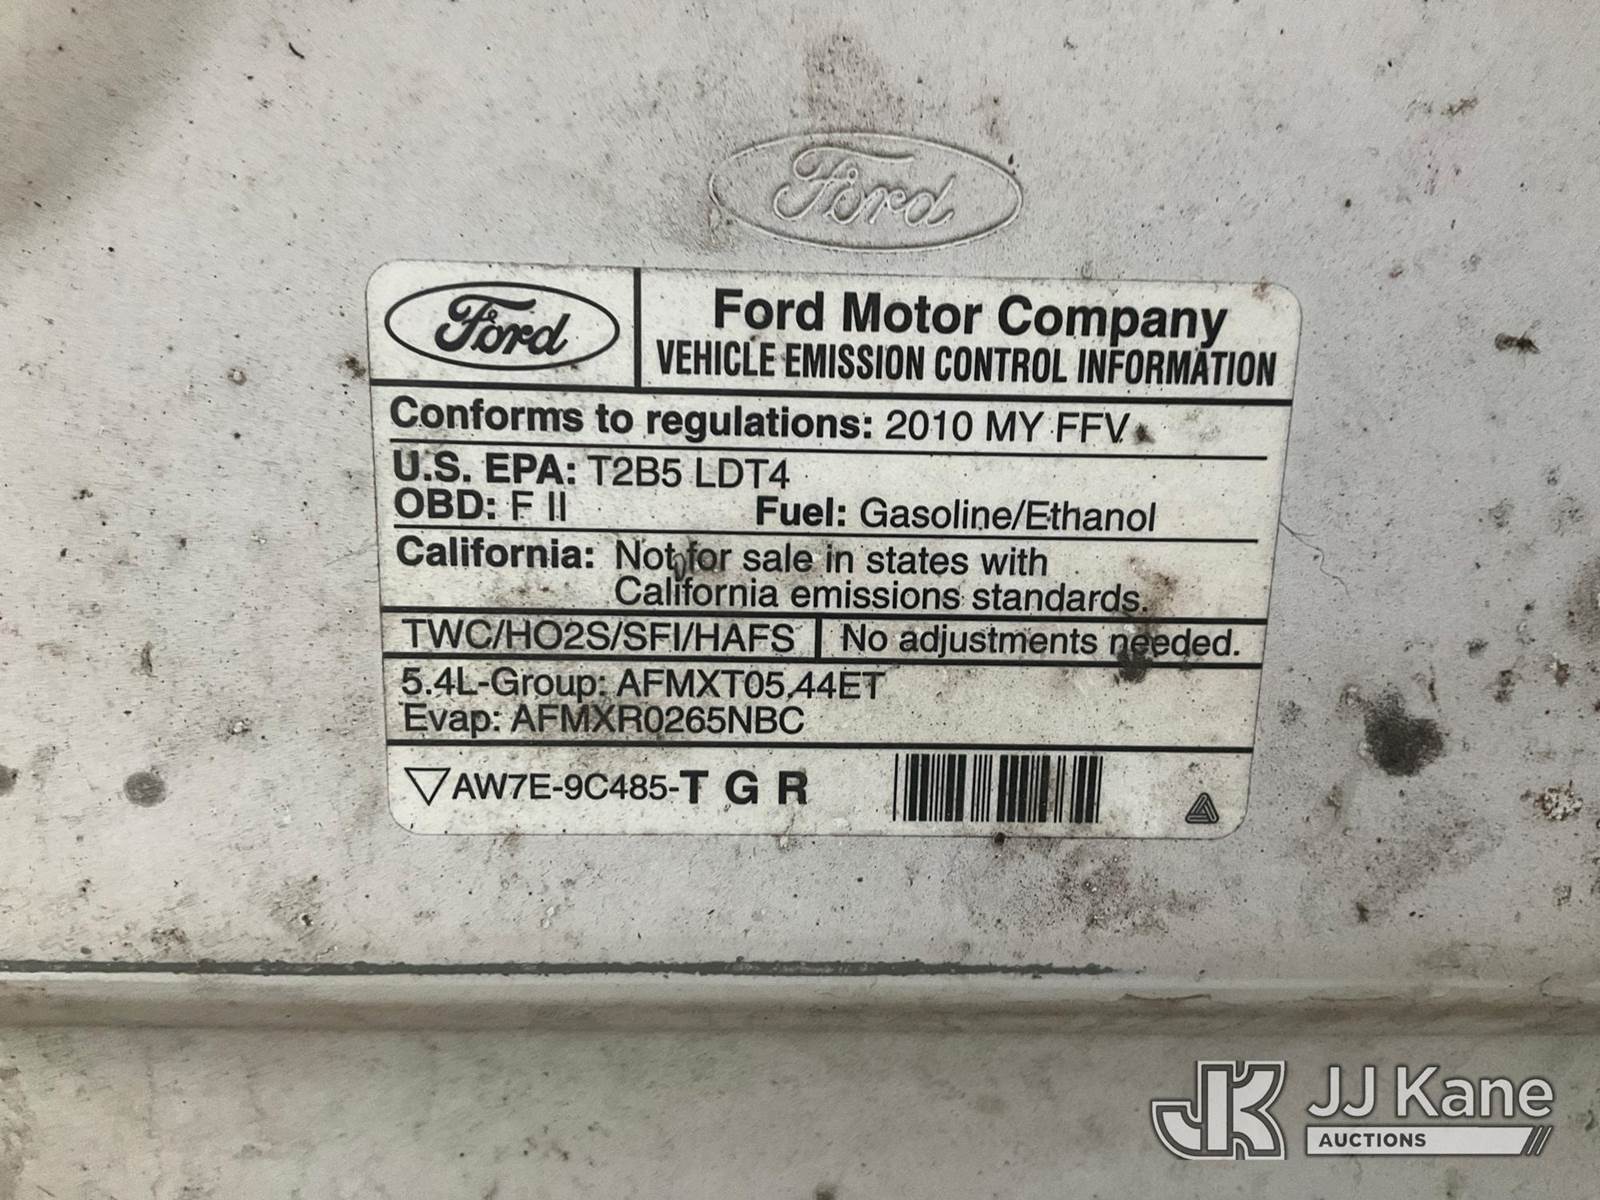 Ford
Ford
Ford Motor Company
VEHICLE EMISSION CONTROL INFORMATION
Conforms to regulations: 2010 MY FFV
U.S. EPA: T2B5 LDT4
OBD: F II Fuel: Gasoline/Ethanol
California: Not for sale in states with
California emissions standards.
TWC/HO2S/SFI/HAFS No adjustments needed.
5.4L-Group: AFMXT05.44ET
Evap: AFMXR0265NBC
AW7E-9C485-T G R
JK JJ Kane
AUCTIONS